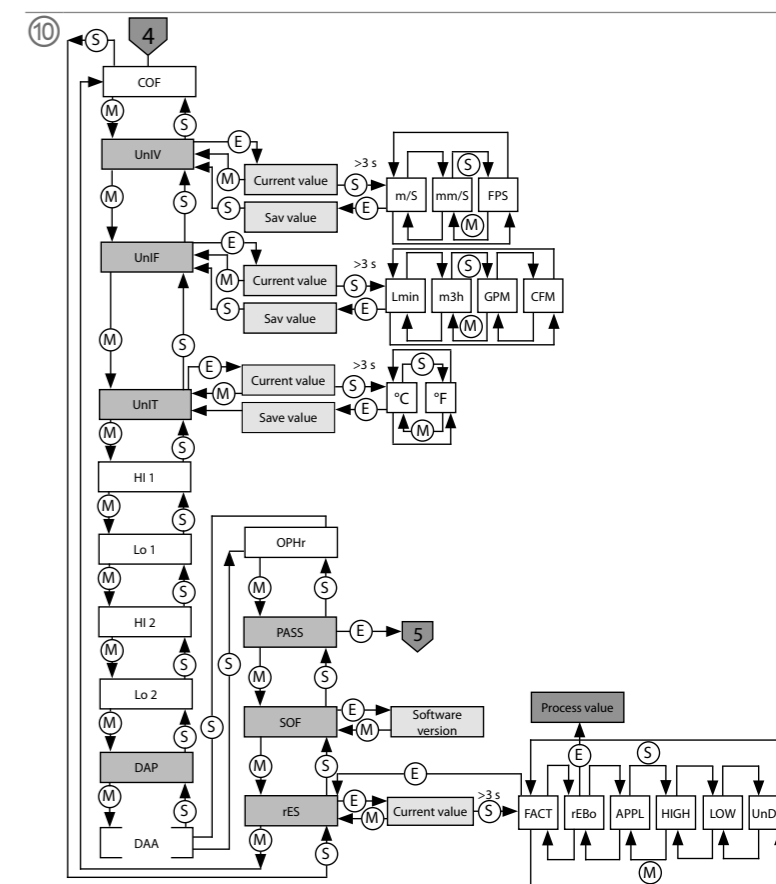 10
S
4
COF
M
S
UnIV
E
M
Current value
>3 s
S
m/S
mm/S
FPS
S
M
S
Sav value
E
M
S
UnIF
E
M
Current value
>3 s
S
Lmin
m3h
GPM
CFM
S
M
S
Sav value
E
M
S
UnIT
E
Current value
M
>3 s
S
°C
°F
S
M
Save value
E
M
S
HI 1
M
S
Lo 1
M
S
HI 2
M
S
Lo 2
M
S
DAP
M
S
DAA
S
S
OPHr
M
S
PASS
E
5
M
S
SOF
E
M
Software
version
M
S
rES
E
M
Current value
>3 s
S
E
M
S
Process value
E
S
FACT
rEBo
APPL
HIGH
LOW
UnD
M